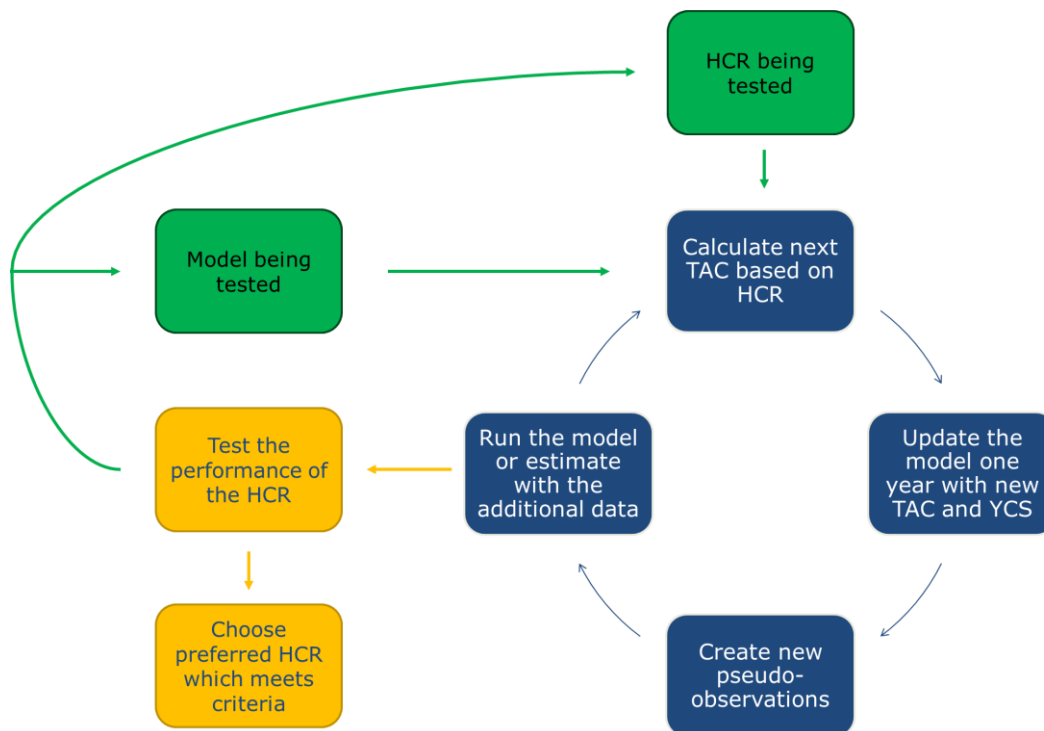 HCR being
tested
Model being
tested
Calculate next
TAC based on
HCR
Test the
performance of
the HCR
Run the model
or estimate
with the
additional data
Update the
model one
year with new
TAC and YCS
Choose
preferred HCR
which meets
criteria
Create new
pseudo-
observations